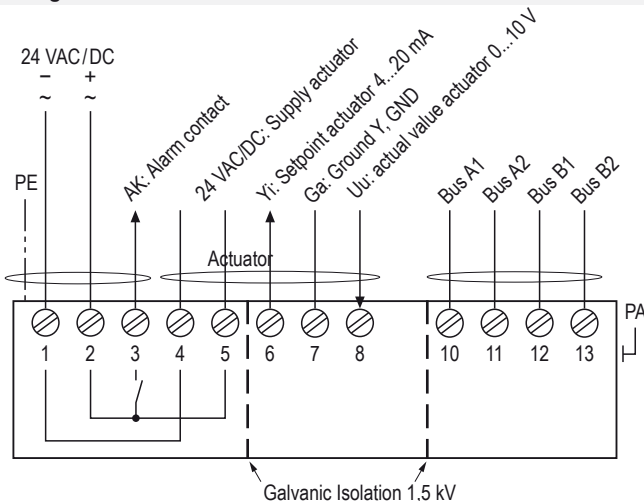 24 VAC/DC
– +
~ ~
PE
AK: Alarm contact
24 VAC/DC: Supply actuator
Yi: Setpoint actuator 4...20 mA
Ga: Ground Y, GND
Uu: actual value actuator 0...10 V
Bus A1
Bus A2
Bus B1
Bus B2
Actuator
PA
1 2 3 4 5 6 7 8 10 11 12 13
Galvanic Isolation 1,5 kV